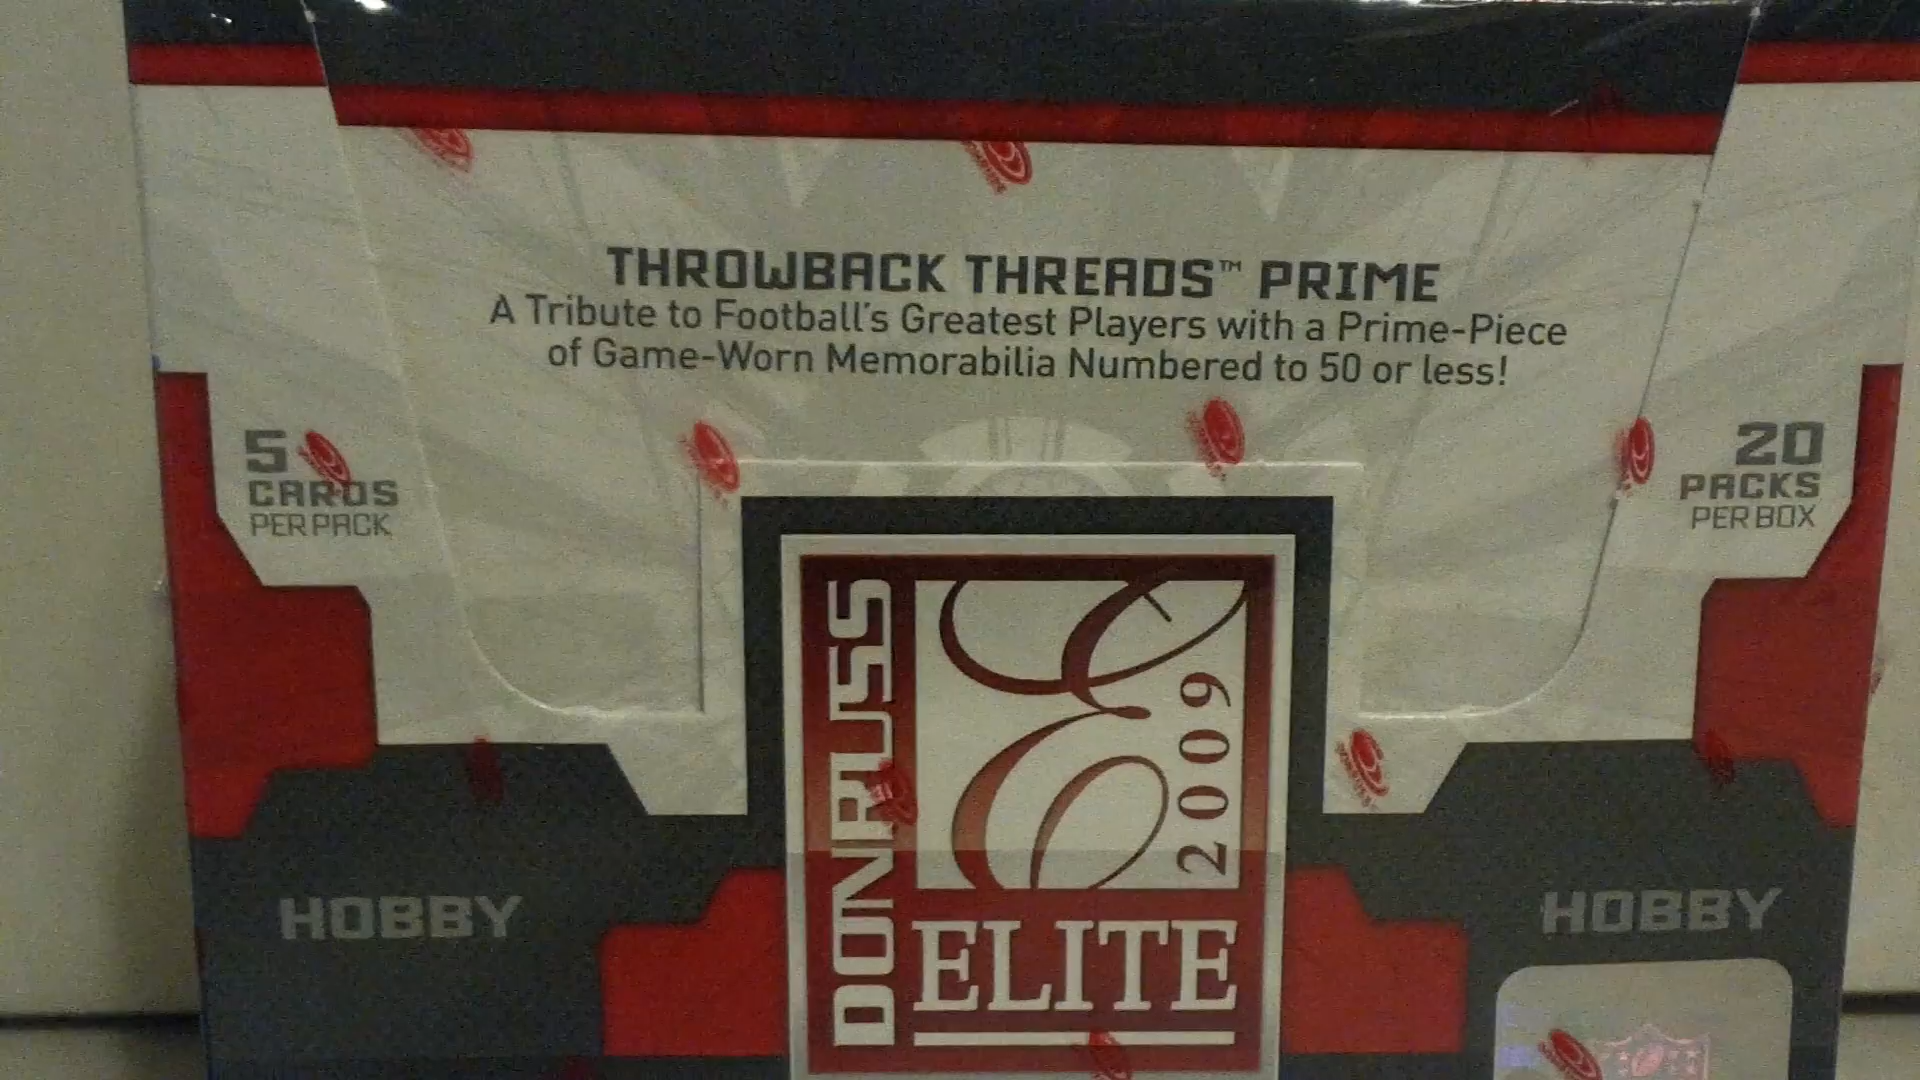 THROWBACK THREADS™ PRIME
A Tribute to Football's Greatest Players with a Prime-Piece
of Game-Worn Memorabilia Numbered to 50 or less!
5
CARDS
PER PACK
20
PACKS
PER BOX
DONRUSS
E
2009
ELITE
HOBBY
HOBBY